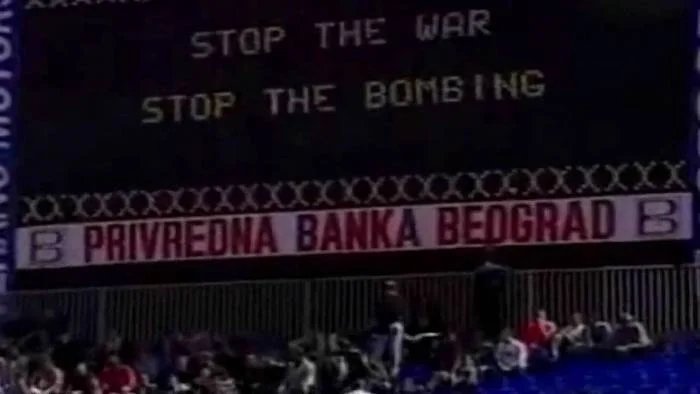 STOP THE WAR
STOP THE BOMBING
B PRIVREDNA BANKA BEOGRAD B